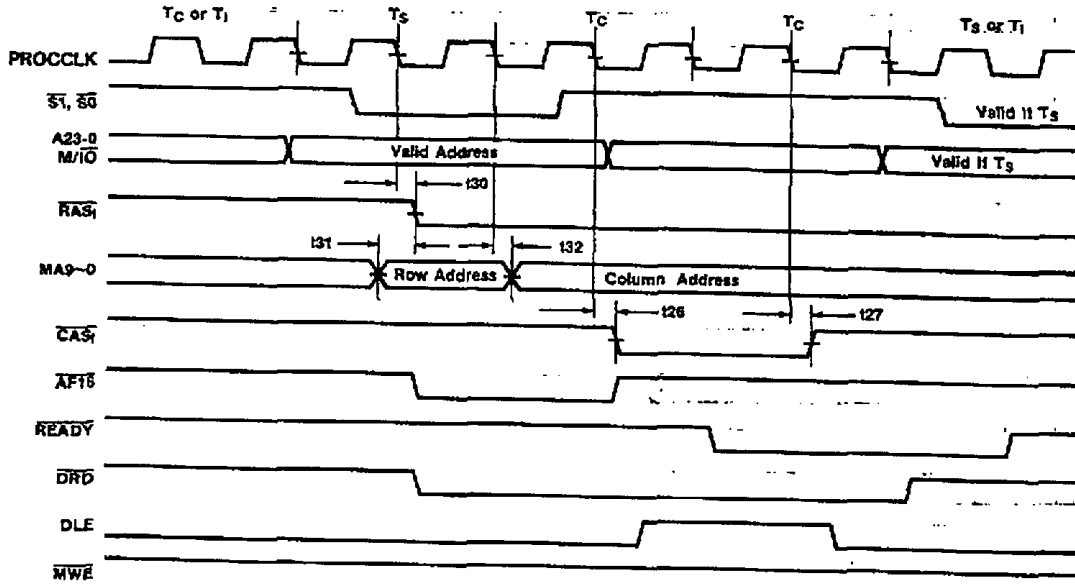 TC or TI TS TC TC TS or TI
PROCCLK
S1, S0 Valid if TS
A23-0
M/IO Valid Address Valid if TS
t30
RASi
t31 t32
MA9~0 Row Address Column Address
t26 t27
CASi
AF16
READY
DRD
DLE
MWE